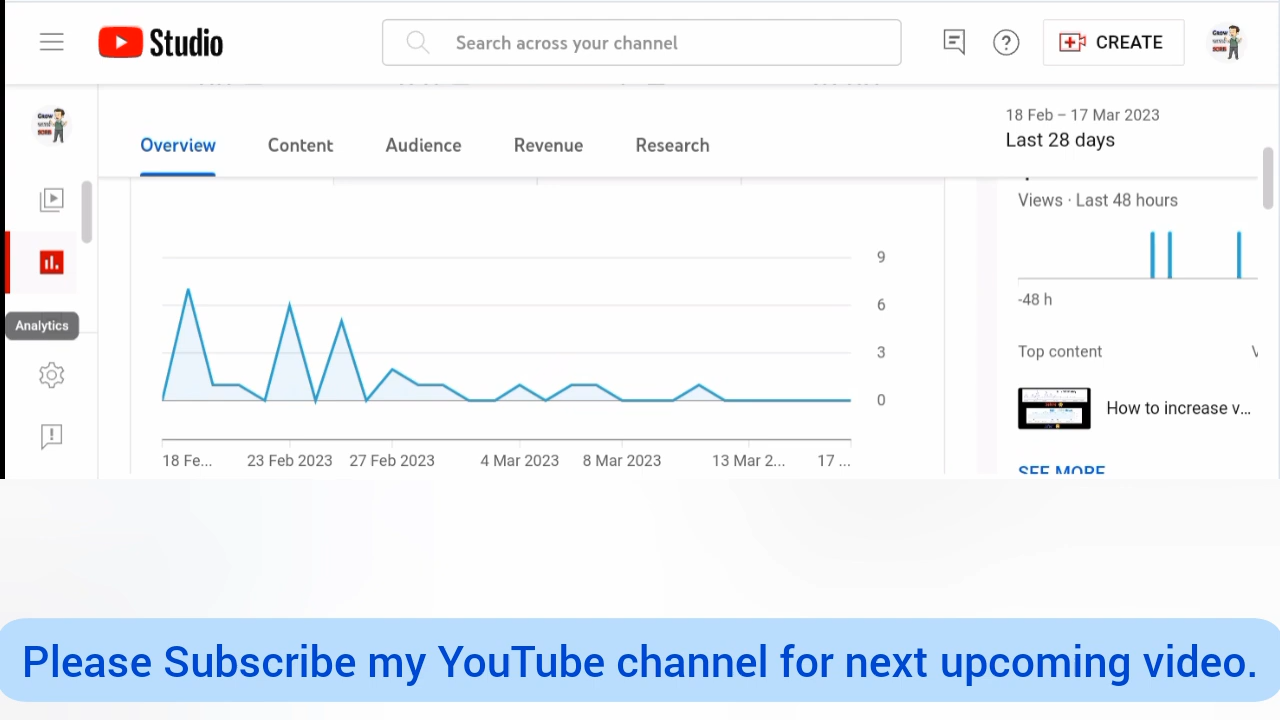 Studio
Search across your channel
CREATE
Overview
Content
Audience
Revenue
Research
18 Feb – 17 Mar 2023
Last 28 days
Analytics
9
6
3
0
18 Fe...
23 Feb 2023
27 Feb 2023
4 Mar 2023
8 Mar 2023
13 Mar 2...
17 ...
Views · Last 48 hours
-48 h
Top content
How to increase v...
SEE MORE
Please Subscribe my YouTube channel for next upcoming video.